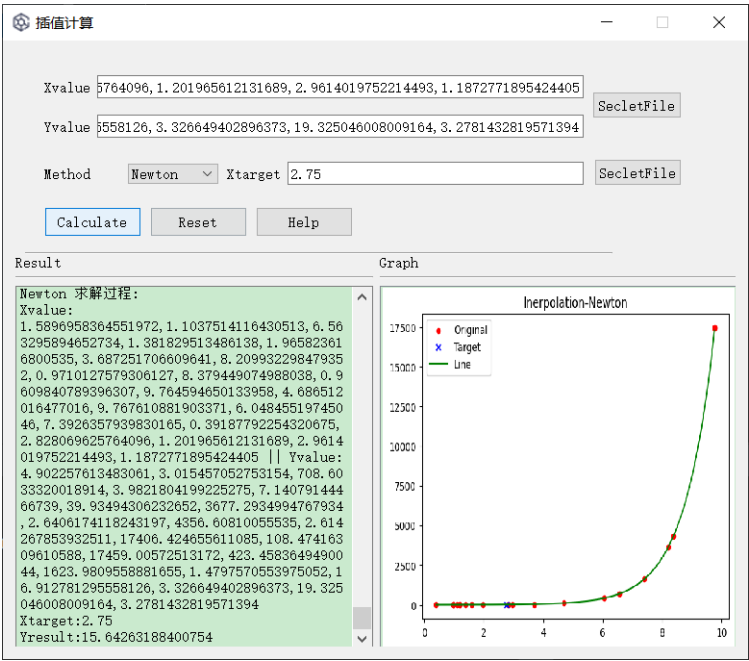 插值计算
Xvalue 5764096,1.201965612131689,2.9614019752214493,1.1872771895424405
SecletFile
Yvalue 5558126,3.326649402896373,19.325046008009164,3.2781432819571394
Method Newton Xtarget 2.75 SecletFile
Calculate Reset Help
Result Graph
Newton 求解过程:
Xvalue:
1.5896958364551972,1.1037514116430513,6.56
3295894652734,1.381829513486138,1.96582361
6800535,3.687251706609641,8.20993229847935
2,0.9710127579306127,8.379449074988038,0.9
609840789396307,9.764594650133958,4.686512
016477016,9.767610881903371,6.048455197450
46,7.3926357939830165,0.39187792254320675,
2.828069625764096,1.201965612131689,2.9614
019752214493,1.1872771895424405 || Yvalue:
4.902257613483061,3.015457052753154,708.60
33320018914,3.9821804199225275,7.140791444
66739,39.93494306232652,3677.2934994767934
,2.6406174118243197,4356.60810055535,2.614
267853932511,17406.424655611085,108.474163
09610588,17459.00572513172,423.45836494900
44,1623.9809558881655,1.4797570553975052,1
6.912781295558126,3.326649402896373,19.325
046008009164,3.2781432819571394
Xtarget:2.75
Yresult:15.64263188400754
Inerpolation-Newton
Original
Target
Line
17500
15000
12500
10000
7500
5000
2500
0
0 2 4 6 8 10